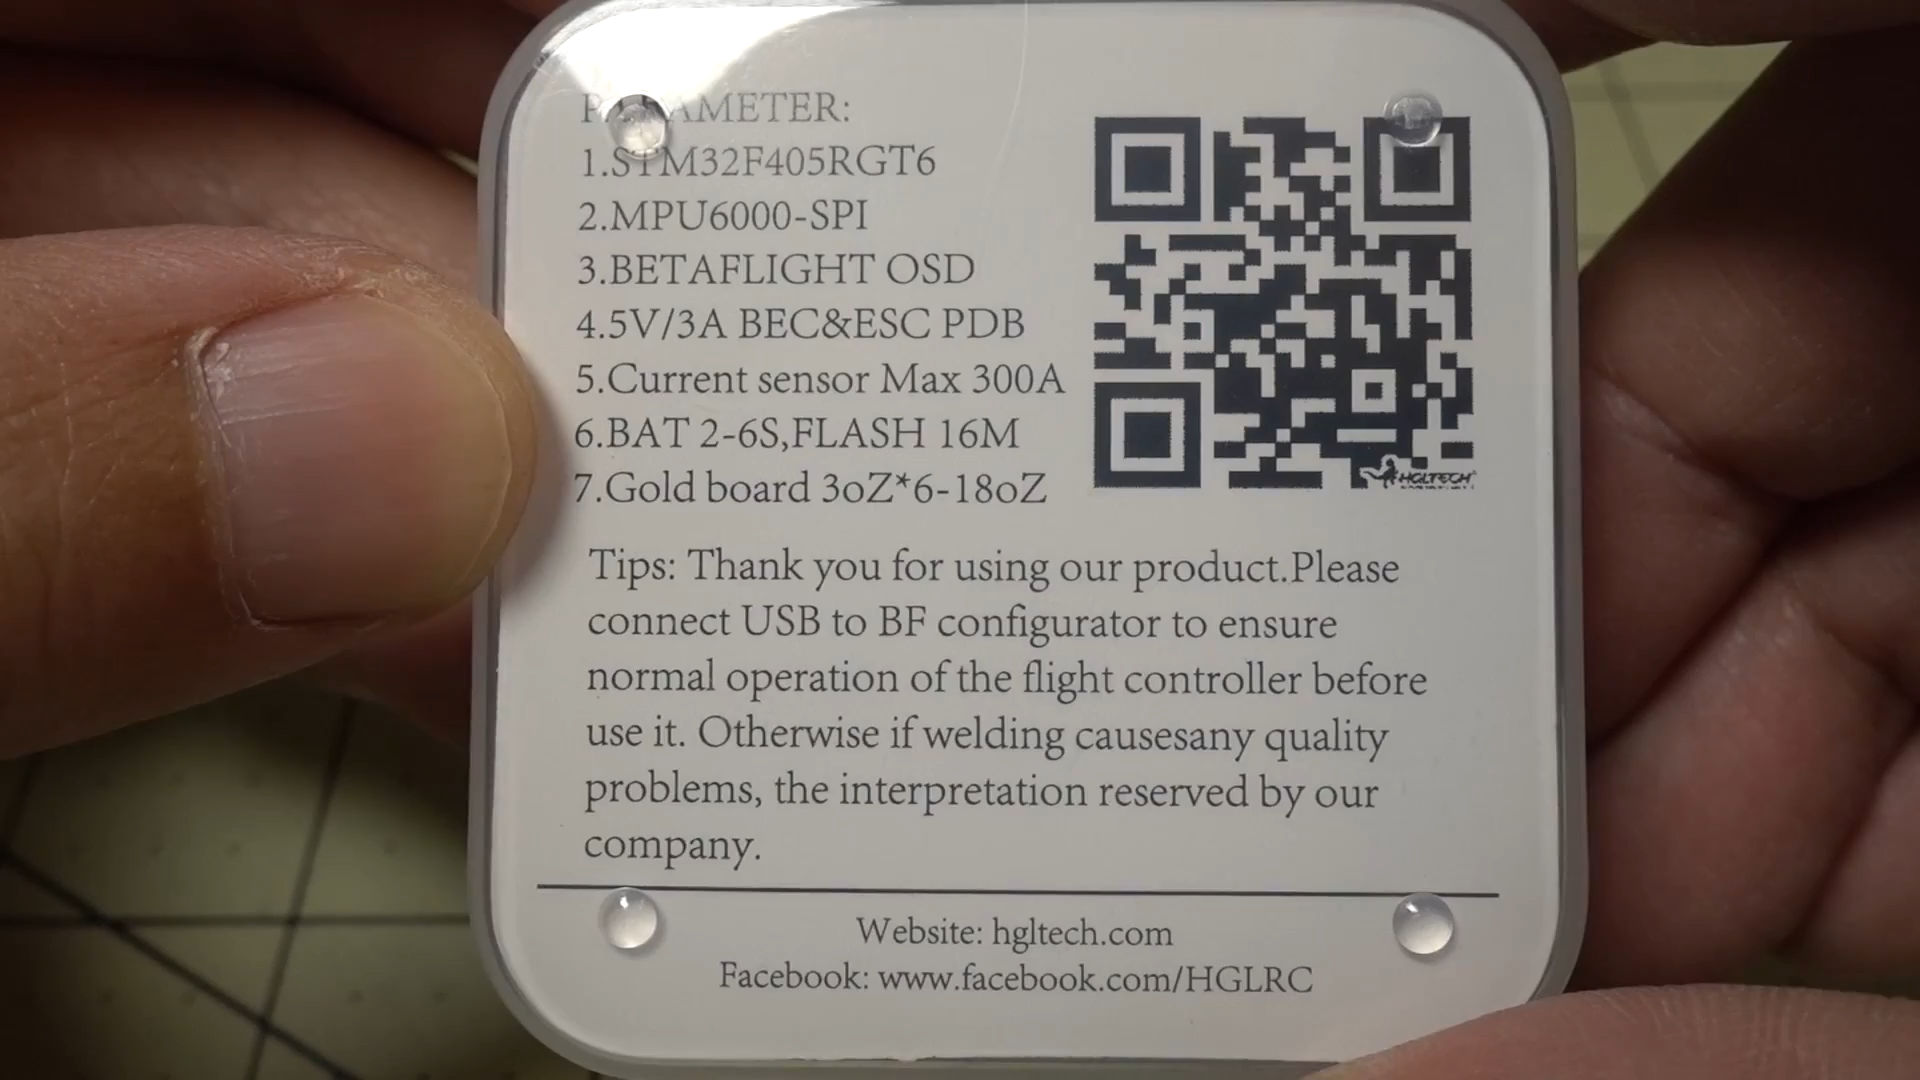 PARAMETER:
1.STM32F405RGT6
2.MPU6000-SPI
3.BETAFLIGHT OSD
4.5V/3A BEC&ESC PDB
5.Current sensor Max 300A
6.BAT 2-6S,FLASH 16M
7.Gold board 3oZ*6-18oZ
HGLTECH
Tips: Thank you for using our product.Please
connect USB to BF configurator to ensure
normal operation of the flight controller before
use it. Otherwise if welding causesany quality
problems, the interpretation reserved by our
company.
Website: hgltech.com
Facebook: www.facebook.com/HGLRC